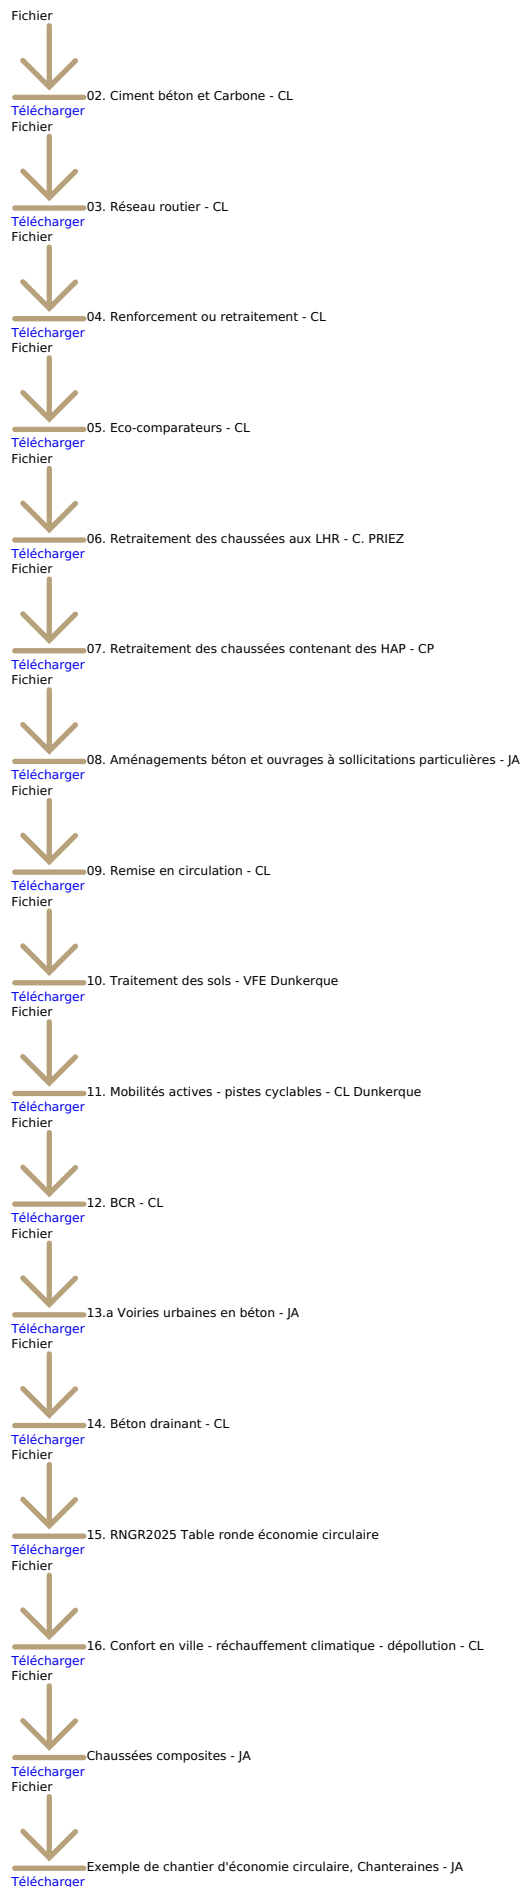 Fichier
02. Ciment béton et Carbone - CL
Télécharger
Fichier
03. Réseau routier - CL
Télécharger
Fichier
04. Renforcement ou retraitement - CL
Télécharger
Fichier
05. Eco-comparateurs - CL
Télécharger
Fichier
06. Retraitement des chaussées aux LHR - C. PRIEZ
Télécharger
Fichier
07. Retraitement des chaussées contenant des HAP - CP
Télécharger
Fichier
08. Aménagements béton et ouvrages à sollicitations particulières - JA
Télécharger
Fichier
09. Remise en circulation - CL
Télécharger
Fichier
10. Traitement des sols - VFE Dunkerque
Télécharger
Fichier
11. Mobilités actives - pistes cyclables - CL Dunkerque
Télécharger
Fichier
12. BCR - CL
Télécharger
Fichier
13.a Voiries urbaines en béton - JA
Télécharger
Fichier
14. Béton drainant - CL
Télécharger
Fichier
15. RNGR2025 Table ronde économie circulaire
Télécharger
Fichier
16. Confort en ville - réchauffement climatique - dépollution - CL
Télécharger
Fichier
Chaussées composites - JA
Télécharger
Fichier
Exemple de chantier d'économie circulaire, Chanteraines - JA
Télécharger